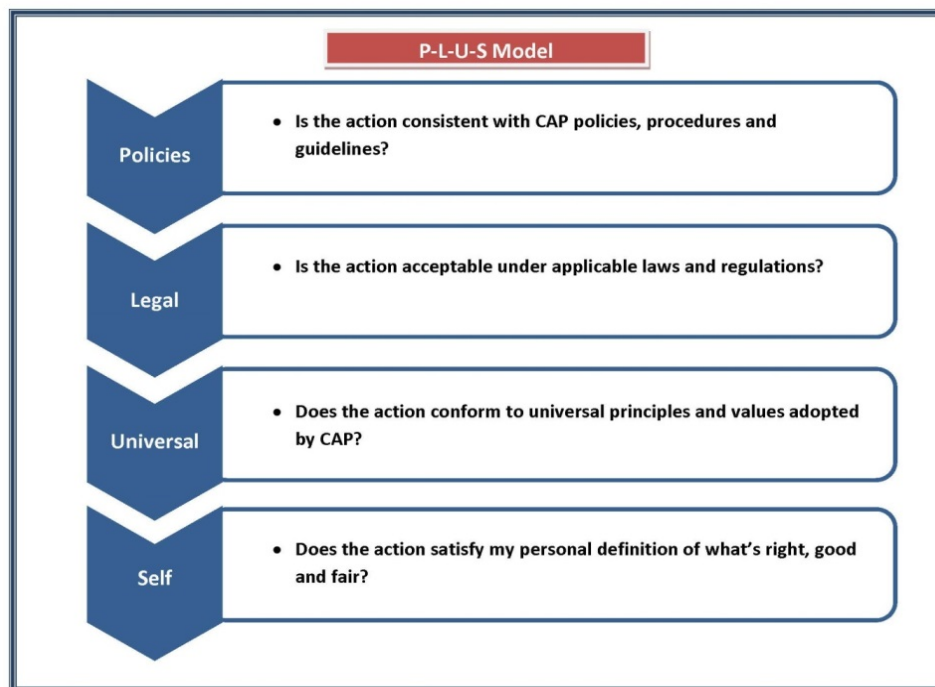 P-L-U-S Model
Policies
• Is the action consistent with CAP policies, procedures and
guidelines?
Legal
• Is the action acceptable under applicable laws and regulations?
Universal
• Does the action conform to universal principles and values adopted
by CAP?
Self
• Does the action satisfy my personal definition of what’s right, good
and fair?